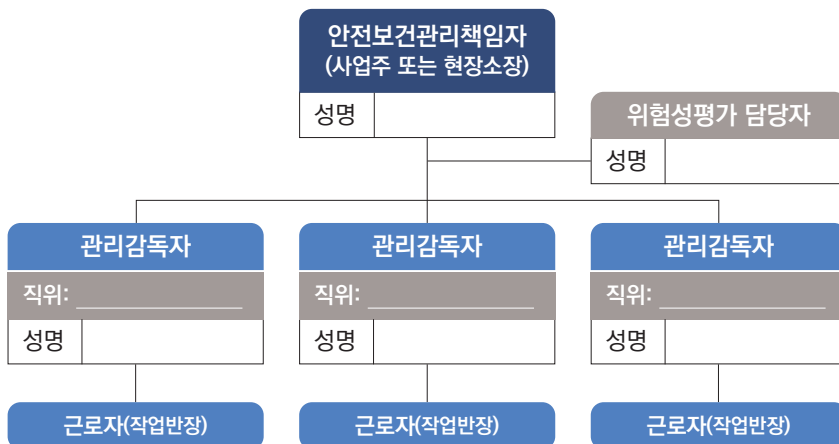 안전보건관리책임자
(사업주 또는 현장소장)
성명
위험성평가 담당자
성명
관리감독자
관리감독자
관리감독자
직위:
직위:
직위:
성명
성명
성명
근로자(작업반장)
근로자(작업반장)
근로자(작업반장)